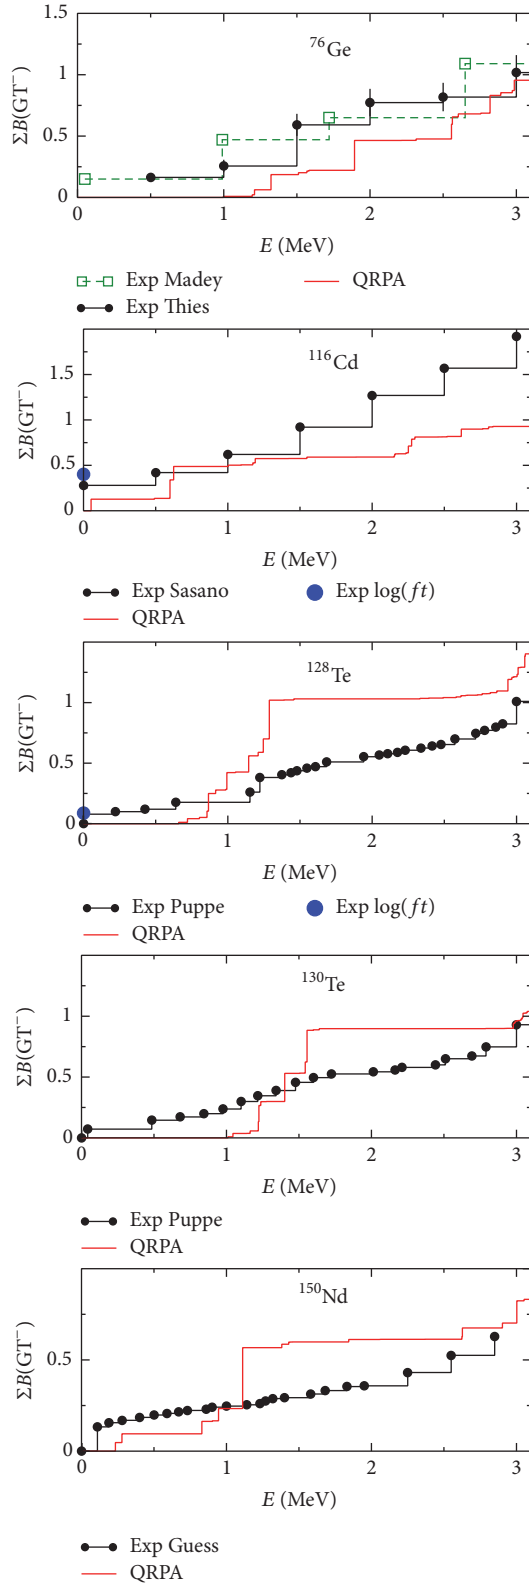 ⁷⁶Ge
ΣB(GT⁻)
1.5
1
0.5
0
0 1 2 3
E (MeV)
Exp Madey QRPA
Exp Thies
¹¹⁶Cd
ΣB(GT⁻)
1.5
1
0.5
0
0 1 2 3
E (MeV)
Exp Sasano Exp log(ft)
QRPA
¹²⁸Te
ΣB(GT⁻)
1
0.5
0
0 1 2 3
E (MeV)
Exp Puppe Exp log(ft)
QRPA
¹³⁰Te
ΣB(GT⁻)
1
0.5
0
0 1 2 3
E (MeV)
Exp Puppe
QRPA
¹⁵⁰Nd
ΣB(GT⁻)
0.5
0
0 1 2 3
E (MeV)
Exp Guess
QRPA